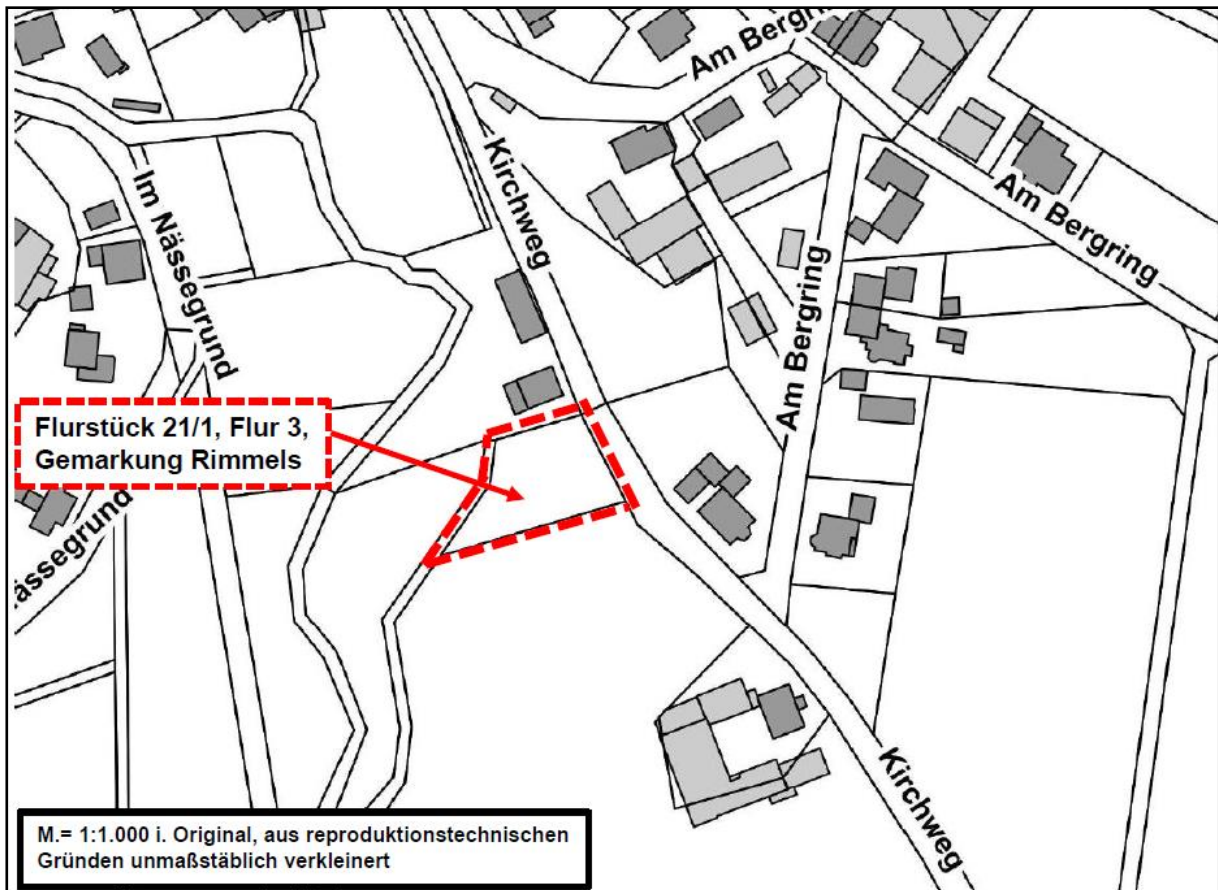 Am Bergring
Kirchweg
Im Nässegrund
Am Bergring
Am Bergring
Flurstück 21/1, Flur 3,
Gemarkung Rimmels
Nässegrund
Kirchweg
M.= 1:1.000 i. Original, aus reproduktionstechnischen
Gründen unmaßstäblich verkleinert